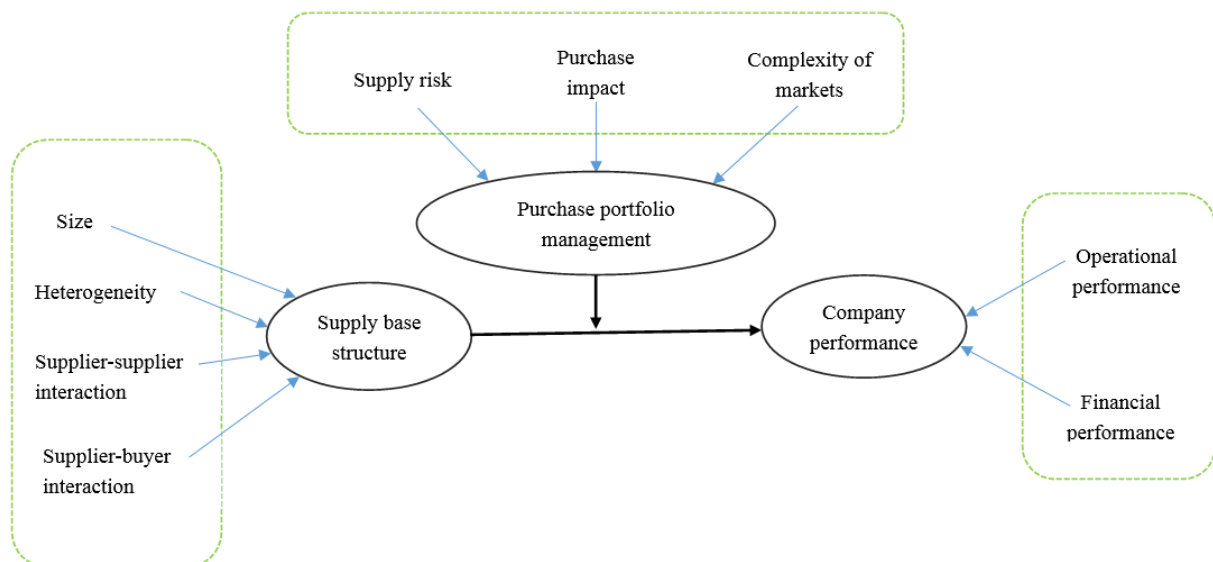 Supply risk
Purchase
impact
Complexity of
markets
Purchase portfolio
management
Size
Heterogeneity
Supplier-supplier
interaction
Supplier-buyer
interaction
Supply base
structure
Company
performance
Operational
performance
Financial
performance